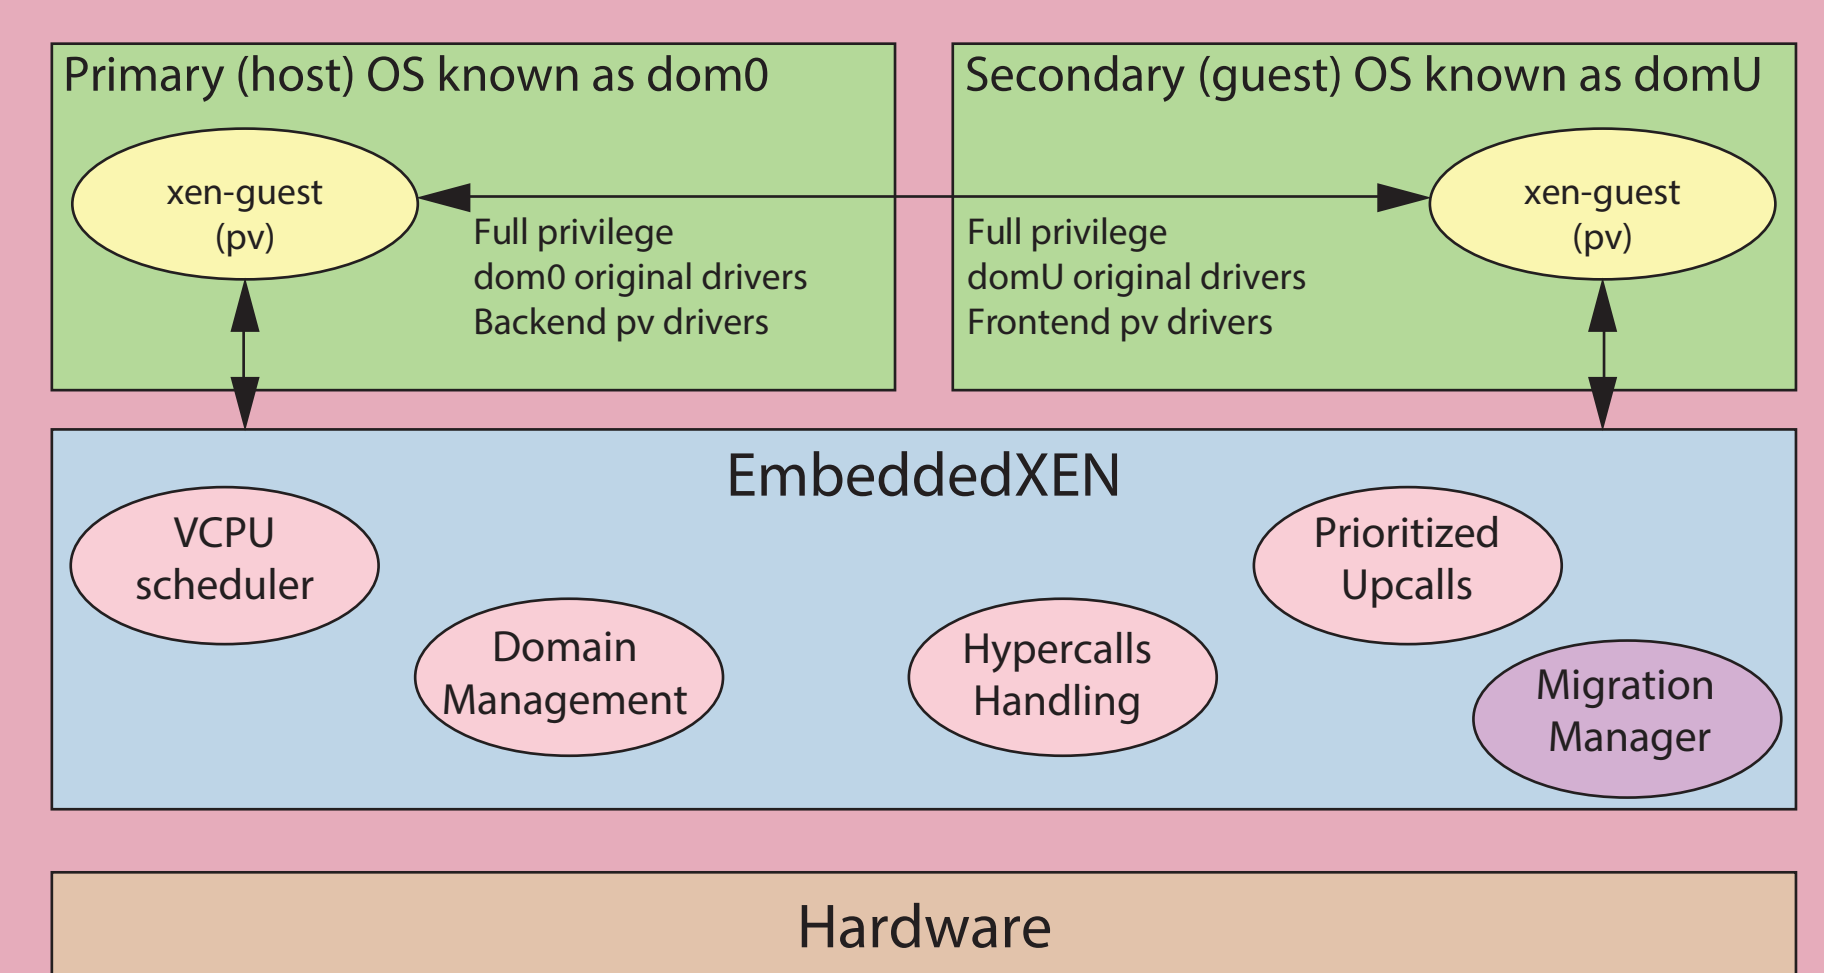 Primary (host) OS known as dom0
xen-guest
(pv)
Full privilege
dom0 original drivers
Backend pv drivers
Secondary (guest) OS known as domU
Full privilege
domU original drivers
Frontend pv drivers
xen-guest
(pv)
EmbeddedXEN
VCPU
scheduler
Domain
Management
Hypercalls
Handling
Prioritized
Upcalls
Migration
Manager
Hardware